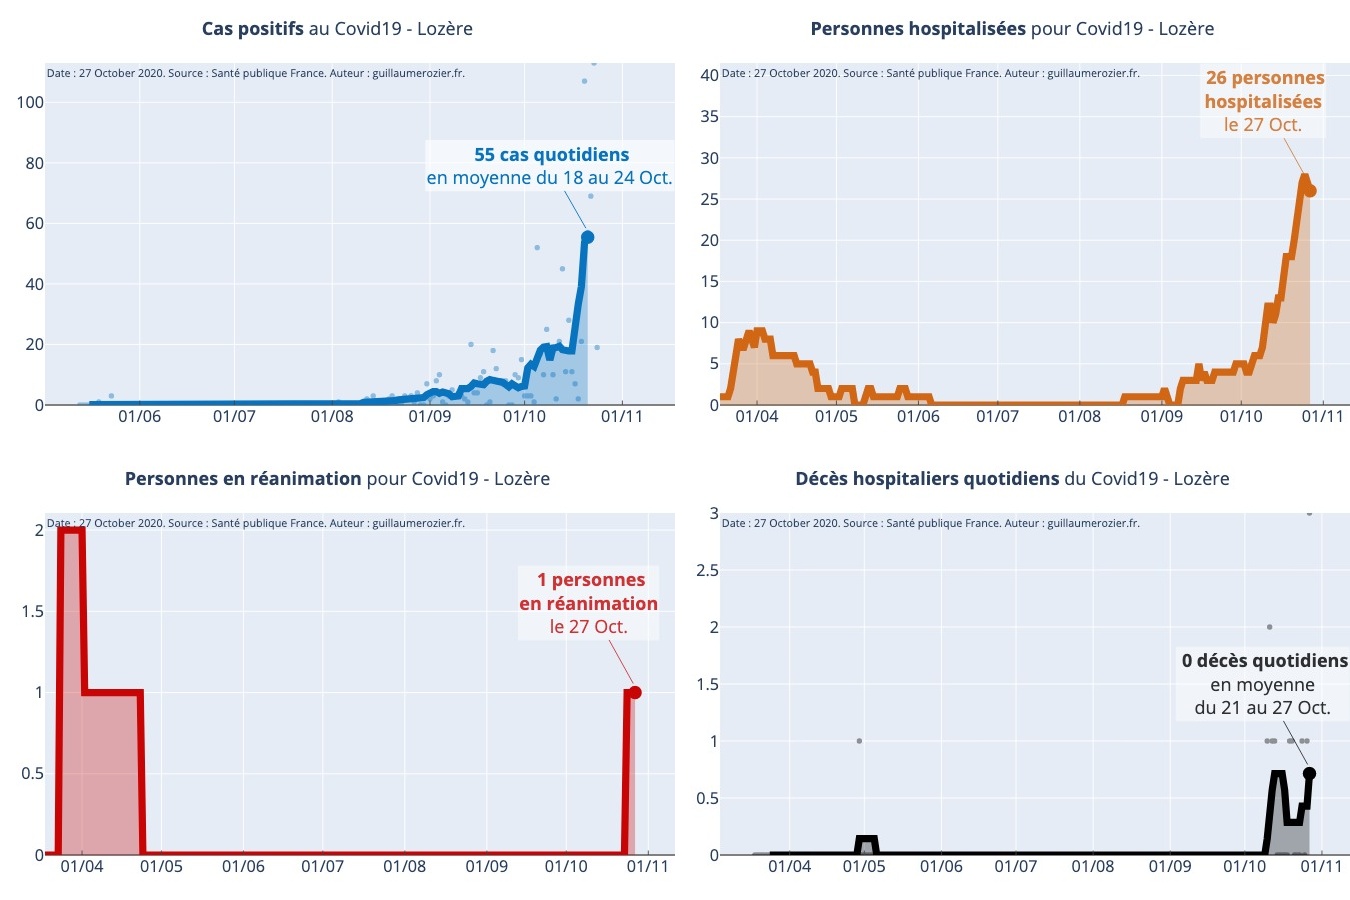 Cas positifs au Covid19 - Lozère
Date : 27 October 2020. Source : Santé publique France. Auteur : guillaumerozier.fr.
100
80
60
40
20
0
55 cas quotidiens
en moyenne du 18 au 24 Oct.
01/06 01/07 01/08 01/09 01/10 01/11
Personnes hospitalisées pour Covid19 - Lozère
Date : 27 October 2020. Source : Santé publique France. Auteur : guillaumerozier.fr.
40
35
30
25
20
15
10
5
0
26 personnes
hospitalisées
le 27 Oct.
01/04 01/05 01/06 01/07 01/08 01/09 01/10 01/11
Personnes en réanimation pour Covid19 - Lozère
Date : 27 October 2020. Source : Santé publique France. Auteur : guillaumerozier.fr.
2
1.5
1
0.5
0
1 personnes
en réanimation
le 27 Oct.
01/04 01/05 01/06 01/07 01/08 01/09 01/10 01/11
Décès hospitaliers quotidiens du Covid19 - Lozère
Date : 27 October 2020. Source : Santé publique France. Auteur : guillaumerozier.fr.
3
2.5
2
1.5
1
0.5
0
0 décès quotidiens
en moyenne
du 21 au 27 Oct.
01/04 01/05 01/06 01/07 01/08 01/09 01/10 01/11